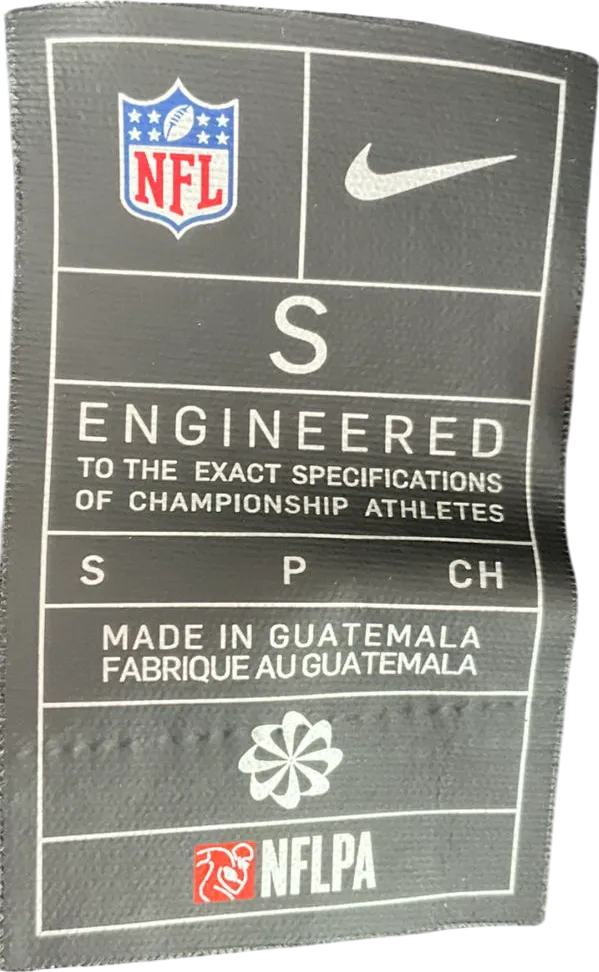 NFL
S
ENGINEERED
TO THE EXACT SPECIFICATIONS
OF CHAMPIONSHIP ATHLETES
S P CH
MADE IN GUATEMALA
FABRIQUE AU GUATEMALA
NFLPA